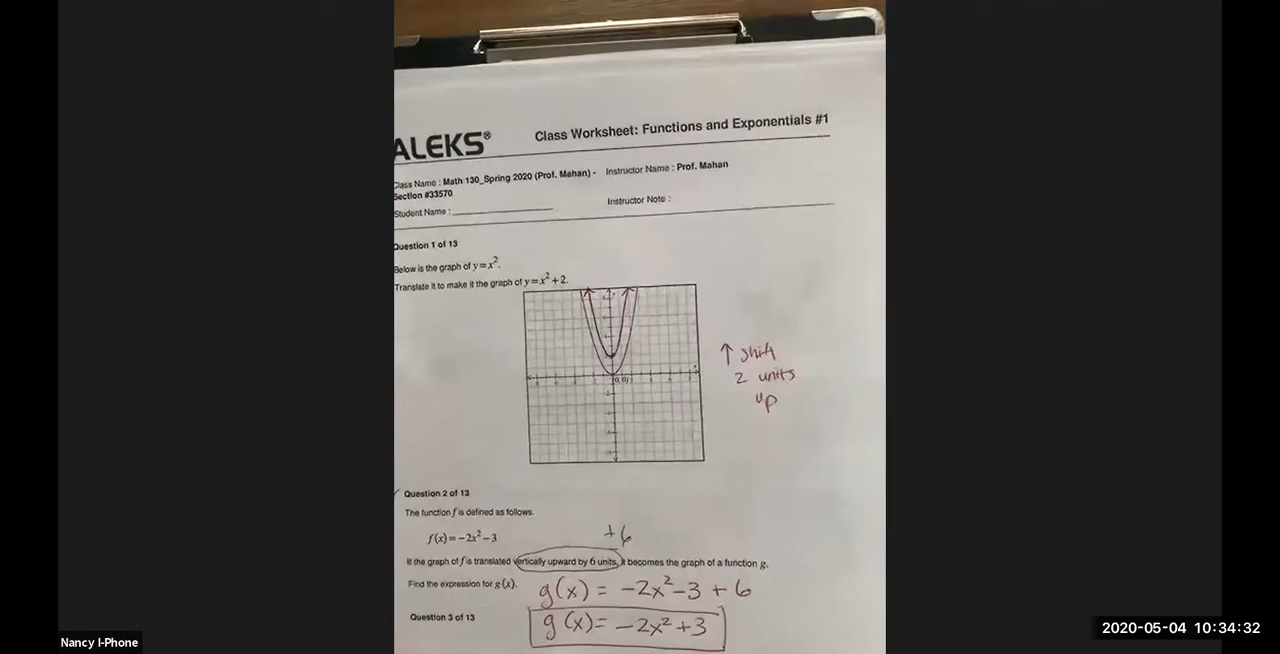 ALEKS®
Class Worksheet: Functions and Exponentials #1
Class Name : Math 130_Spring 2020 (Prof. Mahan) - Instructor Name : Prof. Mahan
Section #33570
Student Name :
Instructor Note :
Question 1 of 13
Below is the graph of y=x².
Translate it to make it the graph of y=x²+2.
(0, 0)
↑ shift
2 units
up
Question 2 of 13
The function f is defined as follows.
f(x)=-2x²-3
+6
If the graph of f is translated vertically upward by 6 units, it becomes the graph of a function g.
Find the expression for g(x).
g(x) = -2x²-3+6
g(x)= -2x²+3
Question 3 of 13
Nancy I-Phone
2020-05-04 10:34:32